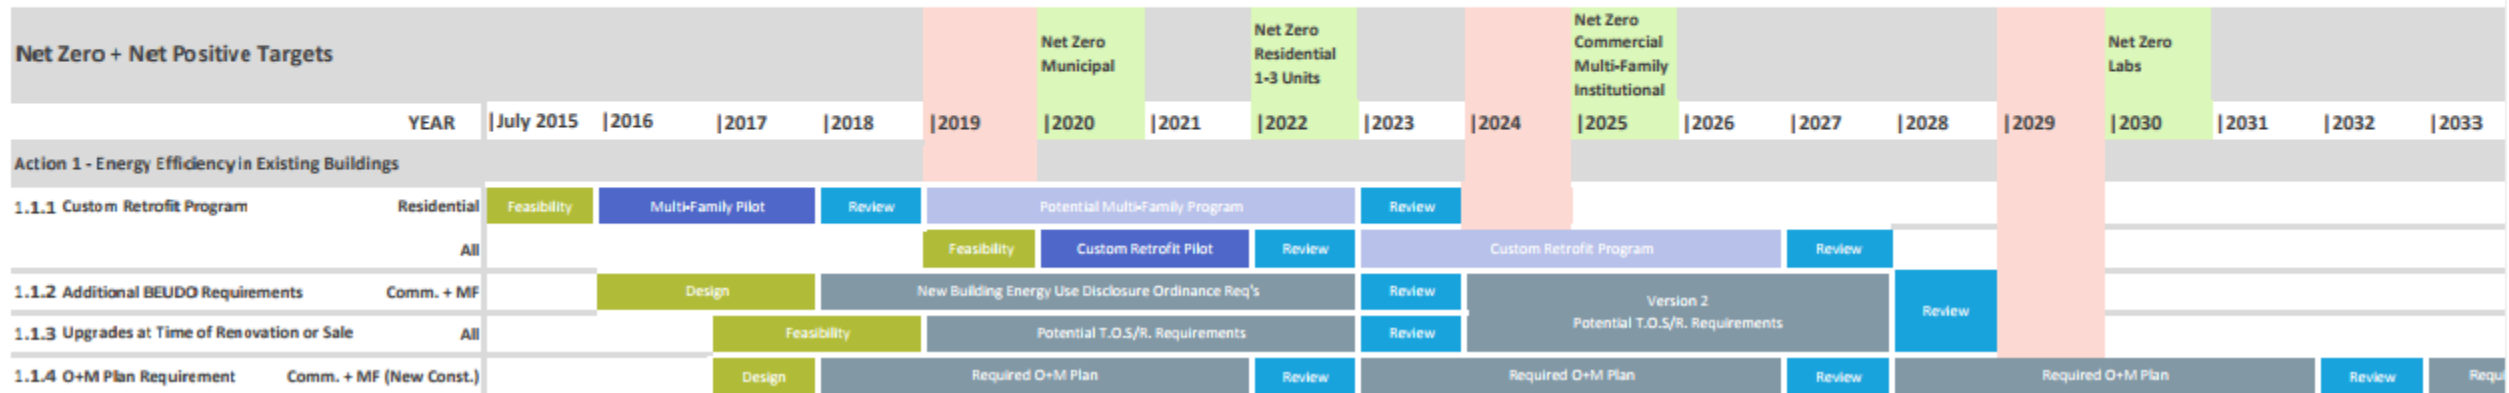 Net Zero + Net Positive Targets
Net Zero
Municipal
Net Zero
Residential
1-3 Units
Net Zero
Commercial
Multi-Family
Institutional
Net Zero
Labs
YEAR |July 2015 |2016 |2017 |2018 |2019 |2020 |2021 |2022 |2023 |2024 |2025 |2026 |2027 |2028 |2029 |2030 |2031 |2032 |2033
Action 1 - Energy Efficiency in Existing Buildings
1.1.1 Custom Retrofit Program Residential Feasibility Multi-Family Pilot Review Potential Multi-Family Program Review
All Feasibility Custom Retrofit Pilot Review Custom Retrofit Program Review
1.1.2 Additional BEUDO Requirements Comm. + MF Design New Building Energy Use Disclosure Ordinance Req's Review
Version 2
Potential T.O.S/R. Requirements
Review
1.1.3 Upgrades at Time of Renovation or Sale All Feasibility Potential T.O.S/R. Requirements Review
1.1.4 O+M Plan Requirement Comm. + MF (New Const.) Design Required O+M Plan Review Required O+M Plan Review Required O+M Plan Review Requi